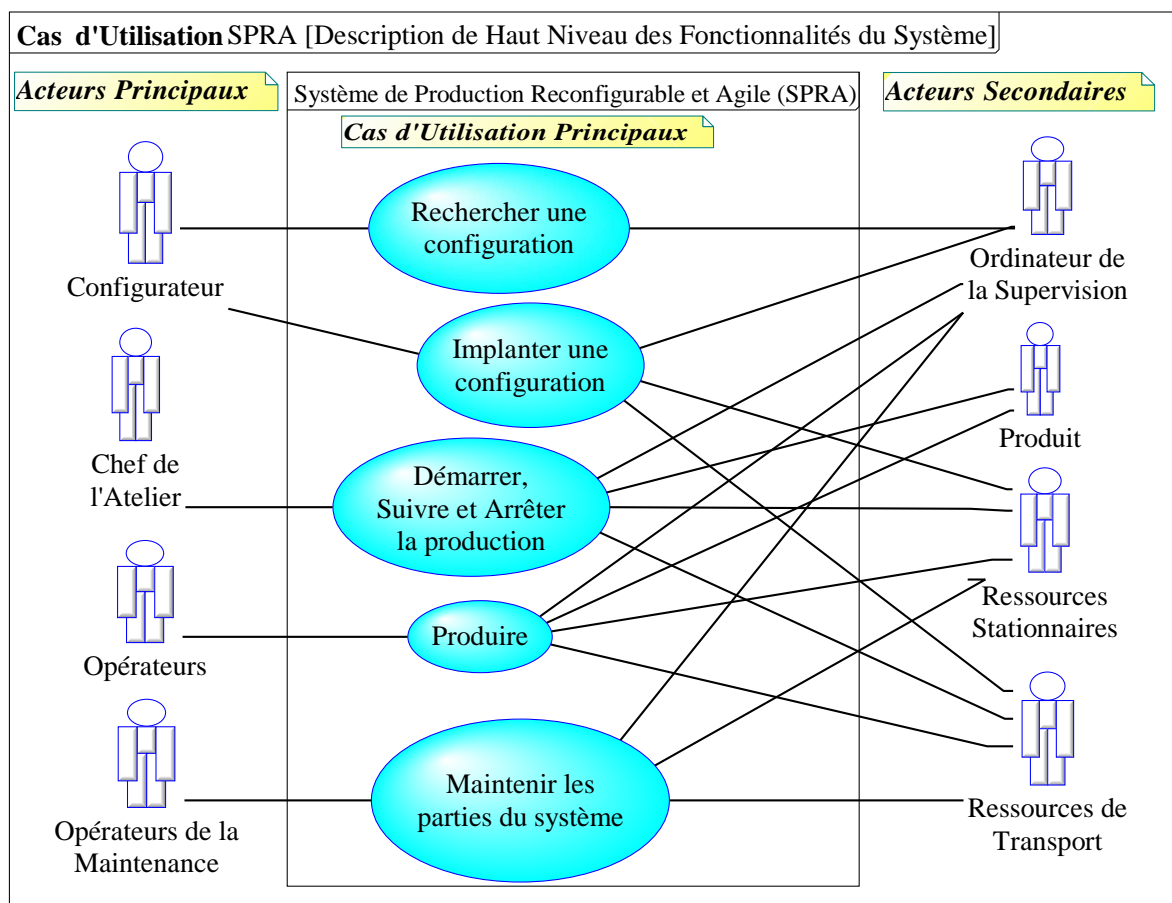 Cas d'Utilisation SPRA [Description de Haut Niveau des Fonctionnalités du Système]
Acteurs Principaux
Système de Production Reconfigurable et Agile (SPRA)
Acteurs Secondaires
Cas d'Utilisation Principaux
Rechercher une
configuration
Configurateur
Ordinateur de
la Supervision
Implanter une
configuration
Chef de
l'Atelier
Produit
Démarrer,
Suivre et Arrêter
la production
Opérateurs
Produire
Ressources
Stationnaires
Opérateurs de la
Maintenance
Maintenir les
parties du système
Ressources de
Transport